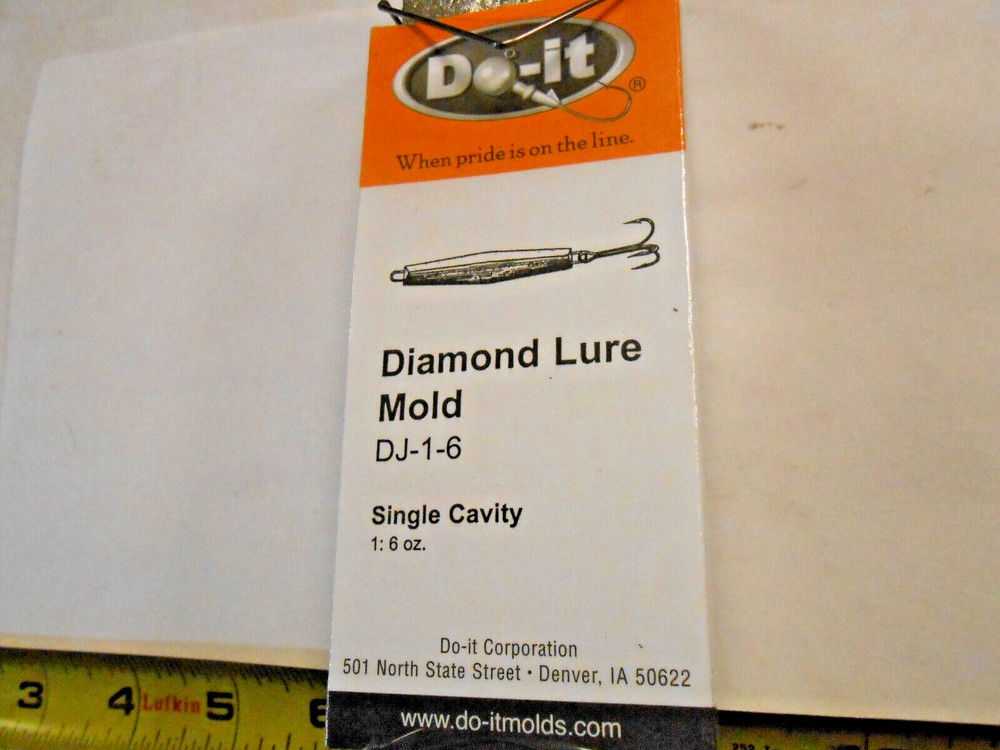 Do-it®
When pride is on the line.
Diamond Lure
Mold
DJ-1-6
Single Cavity
1: 6 oz.
Do-it Corporation
501 North State Street • Denver, IA 50622
www.do-itmolds.com
3 4 Lufkin 5 6